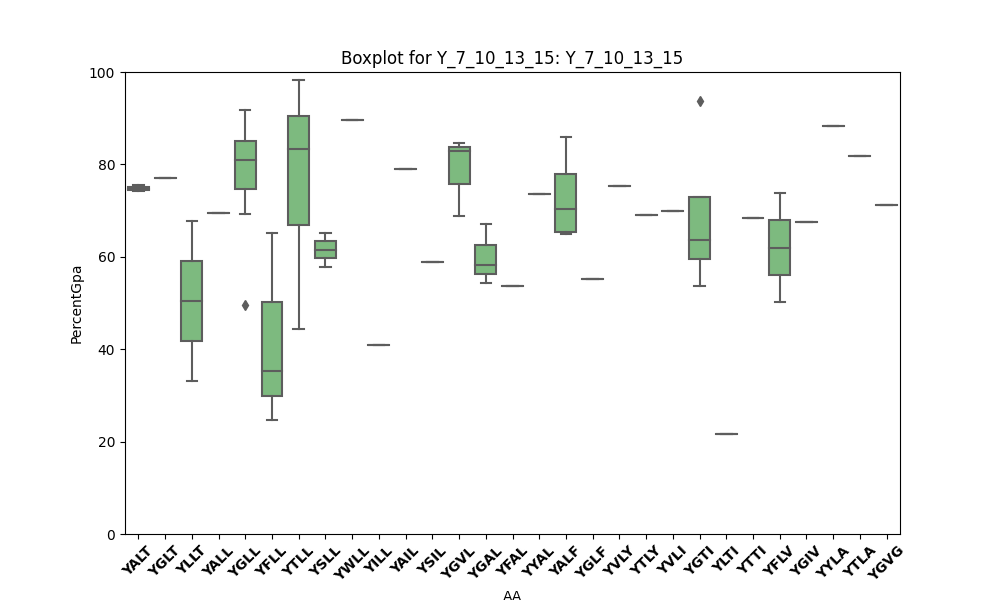 Boxplot for Y_7_10_13_15: Y_7_10_13_15
PercentGpa
100
80
60
40
20
0
YALT YGLT YLLT YALL YGLL YFLL YTLL YSLL YWLL YILL YAIL YSIL YGVL YGAL YFAL YYAL YALF YGLF YVLY YTLY YVLI YGTI YLTI YTTI YFLV YGIV YYLA YTLA YGVG
AA